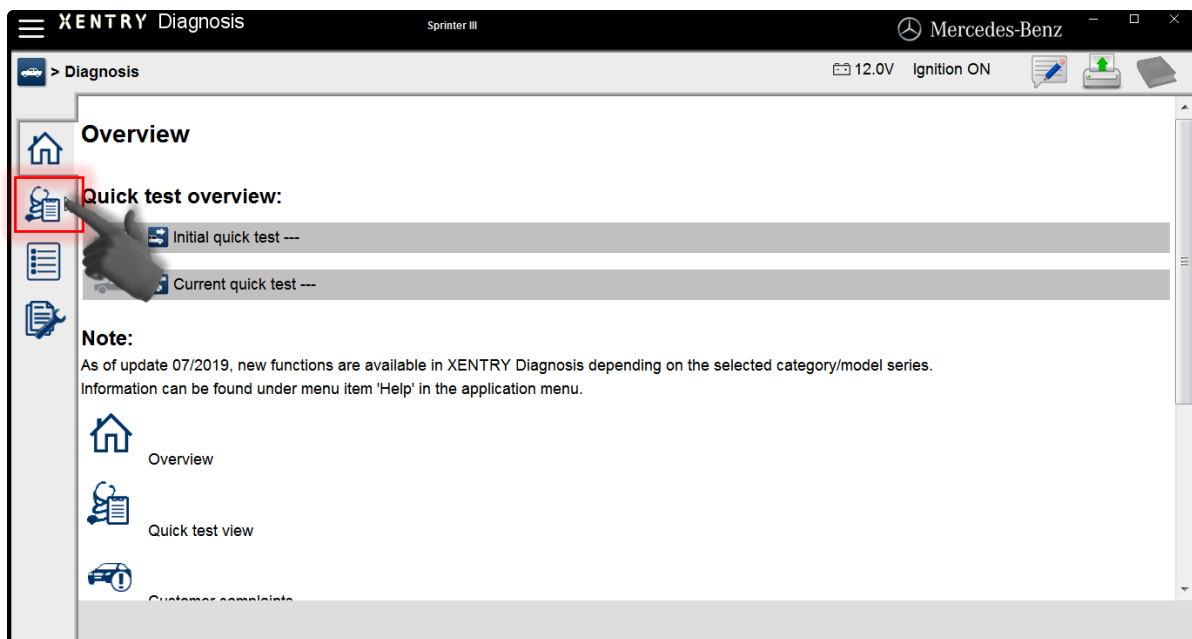 XENTRY Diagnosis
Sprinter III
Mercedes-Benz
> Diagnosis
12.0V
Ignition ON
Overview
Quick test overview:
Initial quick test ---
Current quick test ---
Note:
As of update 07/2019, new functions are available in XENTRY Diagnosis depending on the selected category/model series.
Information can be found under menu item 'Help' in the application menu.
Overview
Quick test view
Customer complaints